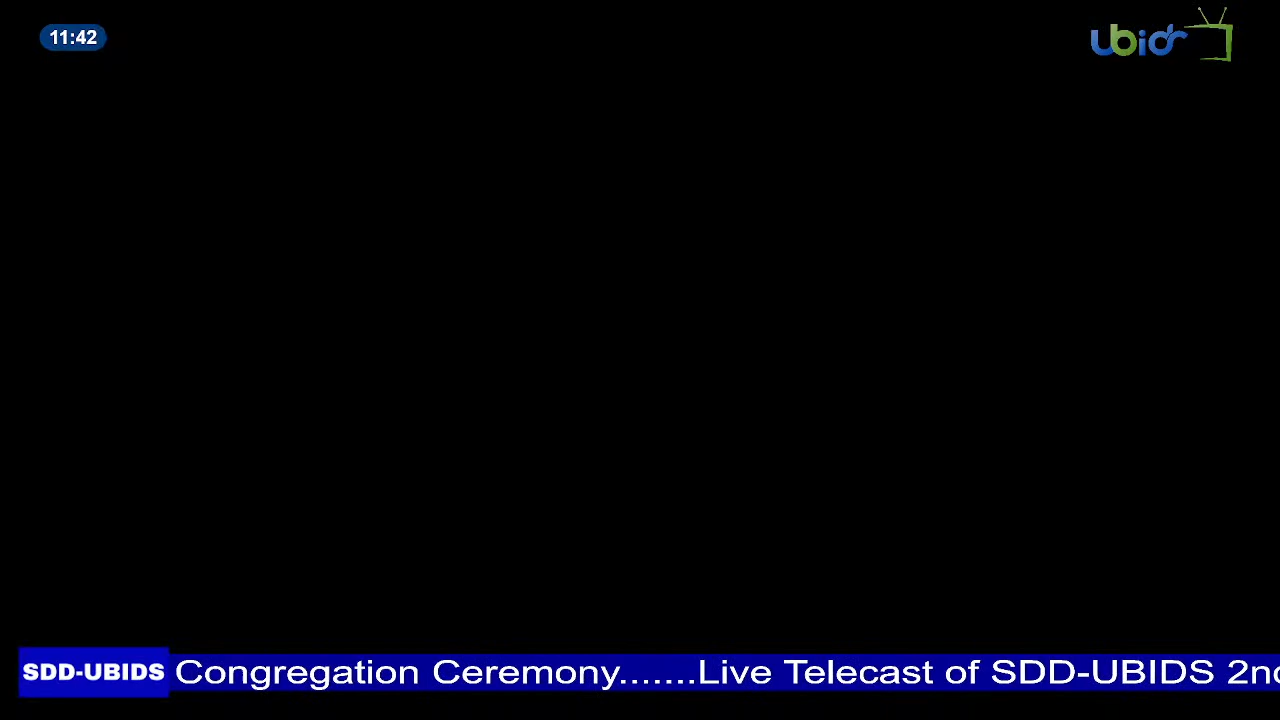 11:42
ubids
SDD-UBIDS Congregation Ceremony.......Live Telecast of SDD-UBIDS 2nd